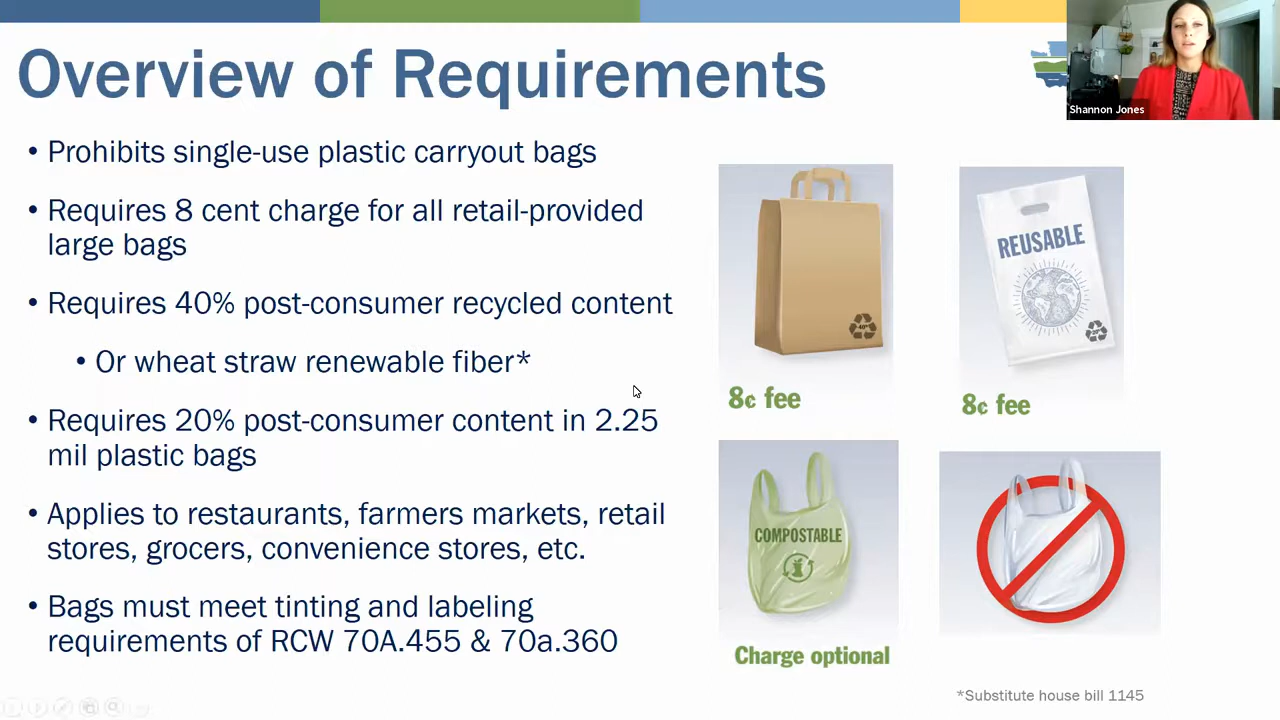 Overview of Requirements
Shannon Jones
• Prohibits single-use plastic carryout bags
• Requires 8 cent charge for all retail-provided
large bags
• Requires 40% post-consumer recycled content
• Or wheat straw renewable fiber*
• Requires 20% post-consumer content in 2.25
mil plastic bags
• Applies to restaurants, farmers markets, retail
stores, grocers, convenience stores, etc.
• Bags must meet tinting and labeling
requirements of RCW 70A.455 & 70a.360
REUSABLE
8¢ fee
8¢ fee
COMPOSTABLE
Charge optional
*Substitute house bill 1145